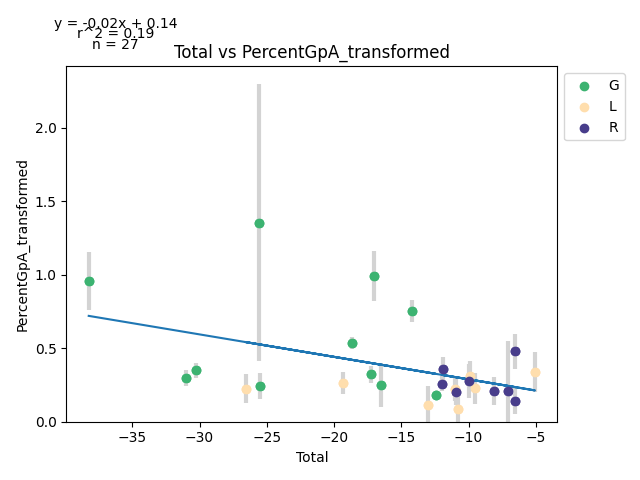 y = -0.02x + 0.14
r^2 = 0.19
n = 27
Total vs PercentGpA_transformed
G
L
R
PercentGpA_transformed
2.0
1.5
1.0
0.5
0.0
−35
−30
−25
−20
−15
−10
−5
Total